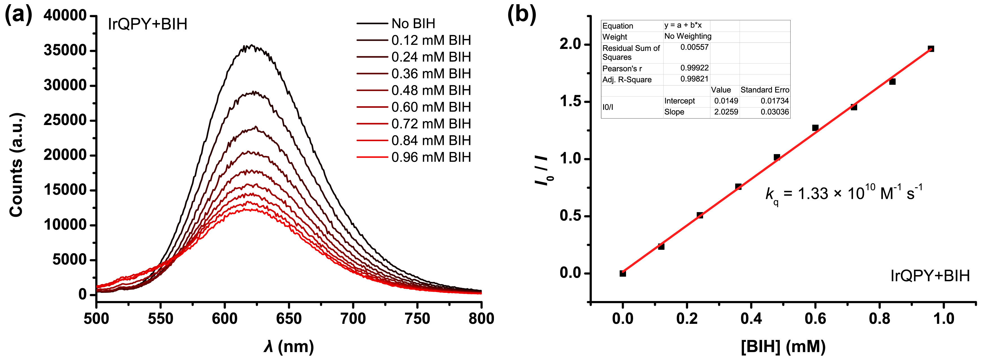 (a)
IrQPY+BIH
No BIH
0.12 mM BIH
0.24 mM BIH
0.36 mM BIH
0.48 mM BIH
0.60 mM BIH
0.72 mM BIH
0.84 mM BIH
0.96 mM BIH
Counts (a.u.)
40000
35000
30000
25000
20000
15000
10000
5000
0
500 550 600 650 700 750 800
λ (nm)
(b)
Equation y = a + b*x
Weight No Weighting
Residual Sum of 0.00557
Squares
Pearson's r 0.99922
Adj. R-Square 0.99821
Value Standard Erro
I0/I
Intercept 0.0149 0.01734
Slope 2.0259 0.03036
I₀ / I
2.0
1.5
1.0
0.5
0.0
k_q = 1.33 × 10¹⁰ M⁻¹ s⁻¹
IrQPY+BIH
0.0 0.2 0.4 0.6 0.8 1.0
[BIH] (mM)